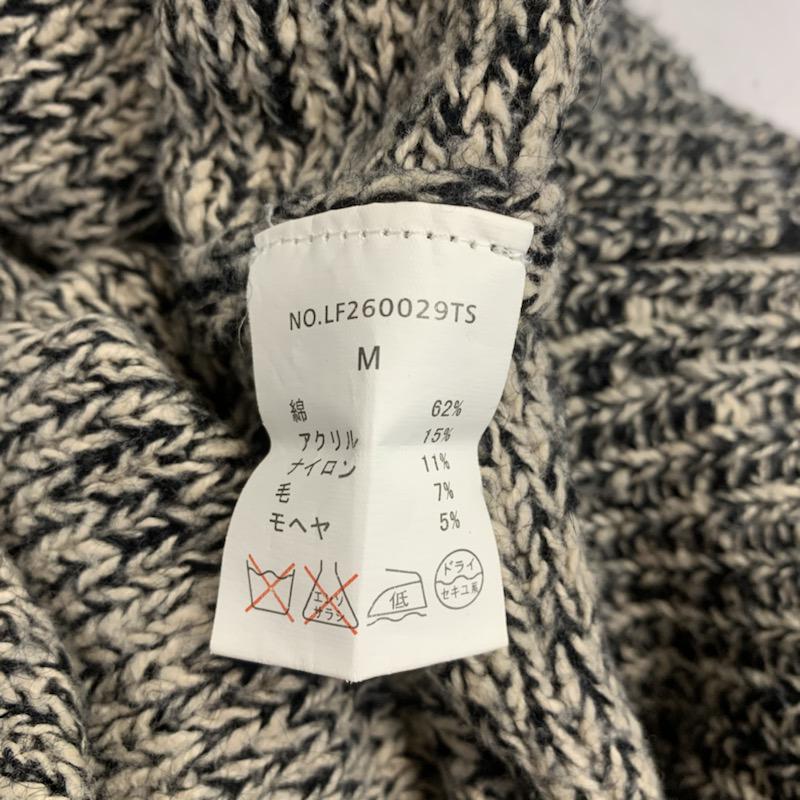 NO.LF260029TS
M
綿 62%
アクリル 15%
ナイロン 11%
毛 7%
モヘヤ 5%
エンソ
サラシ
低
ドライ
セキユ系